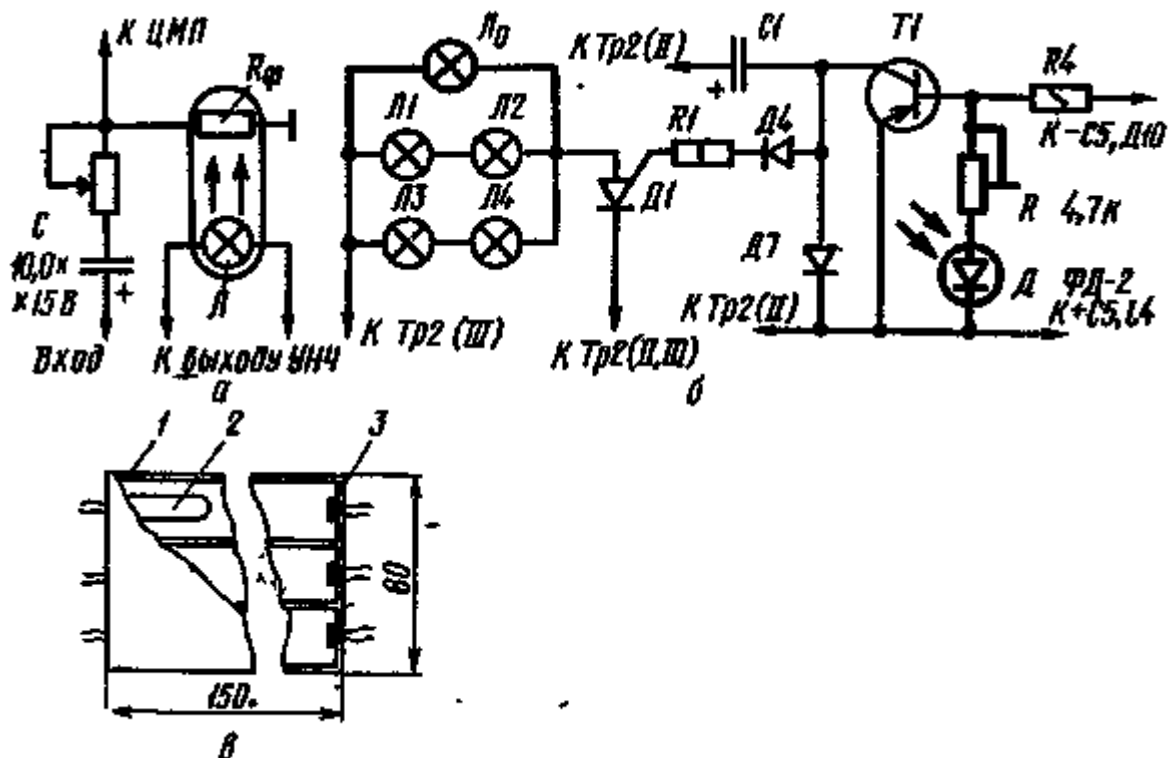 К ЦМП
Rф
С
10,0×
×15 В
+
Вход
Л
К выходу УНЧ
а
Л0
Л1
Л2
Л3
Л4
К Тр2 (III)
К Тр2(II)
С1
+
R1
Д4
Д1
Д7
К Тр2(II)
К Тр2(II,III)
б
Т1
R4
К-С5, Д10
R 4,7к
Д ФД-2
К+С5, С4
1
2
3
60
150
в